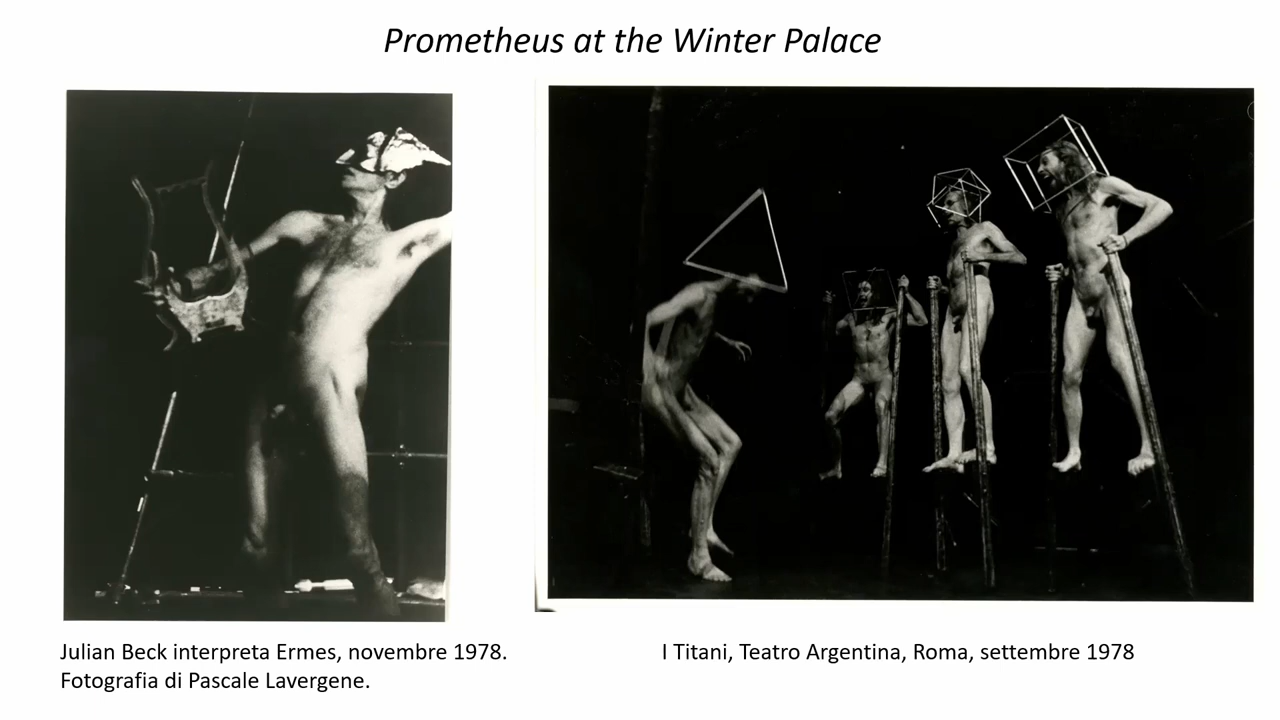 Prometheus at the Winter Palace
Julian Beck interpreta Ermes, novembre 1978.
Fotografia di Pascale Lavergene.
I Titani, Teatro Argentina, Roma, settembre 1978